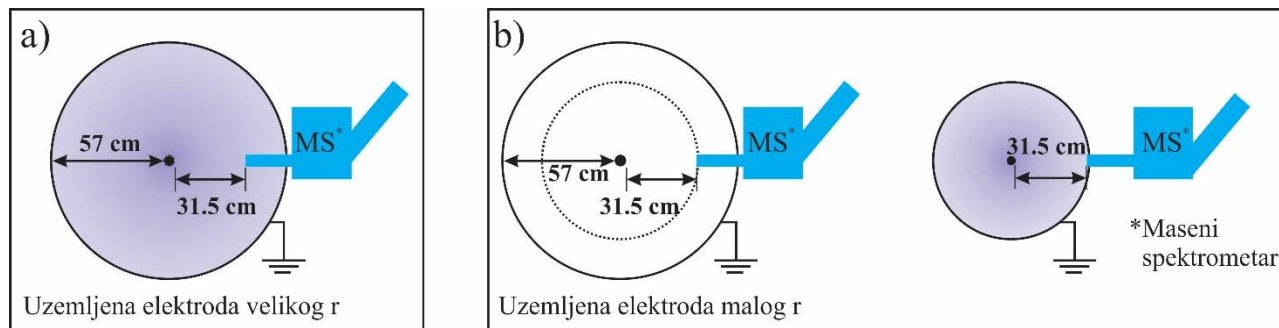 a)
57 cm
MS*
31.5 cm
Uzemljena elektroda velikog r
b)
57 cm
MS*
31.5 cm
Uzemljena elektroda malog r
31.5 cm
MS*
*Maseni
spektrometar